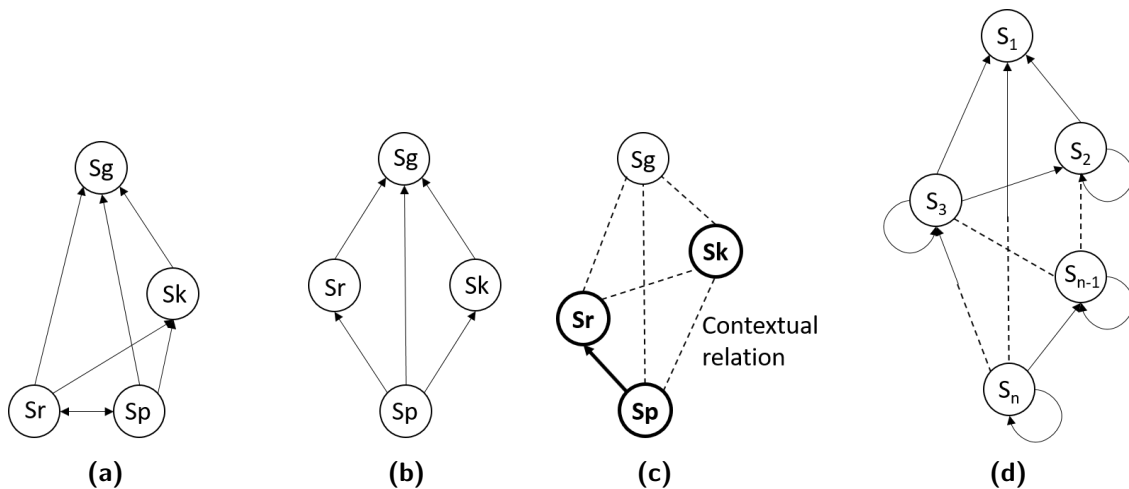 Sg
Sk
Sr
Sp
(a)
Sg
Sr
Sk
Sp
(b)
Sg
Sk
Sr
Contextual
relation
Sp
(c)
S1
S2
S3
Sn-1
Sn
(d)